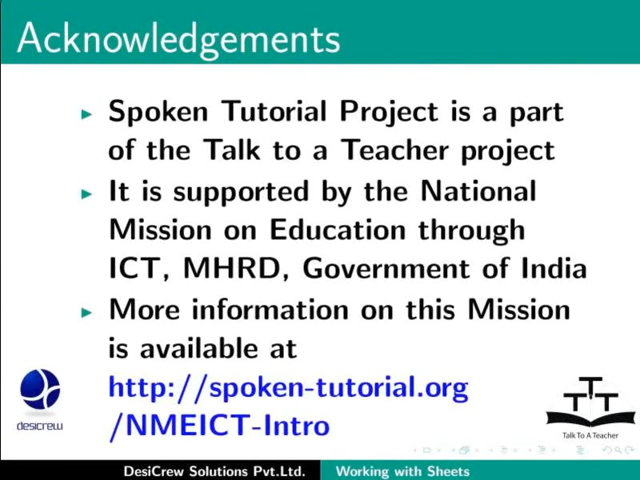 Acknowledgements
Spoken Tutorial Project is a part
of the Talk to a Teacher project
It is supported by the National
Mission on Education through
ICT, MHRD, Government of India
More information on this Mission
is available at
http://spoken-tutorial.org
/NMEICT-Intro
desicrew
TTT
Talk To A Teacher
DesiCrew Solutions Pvt.Ltd.
Working with Sheets